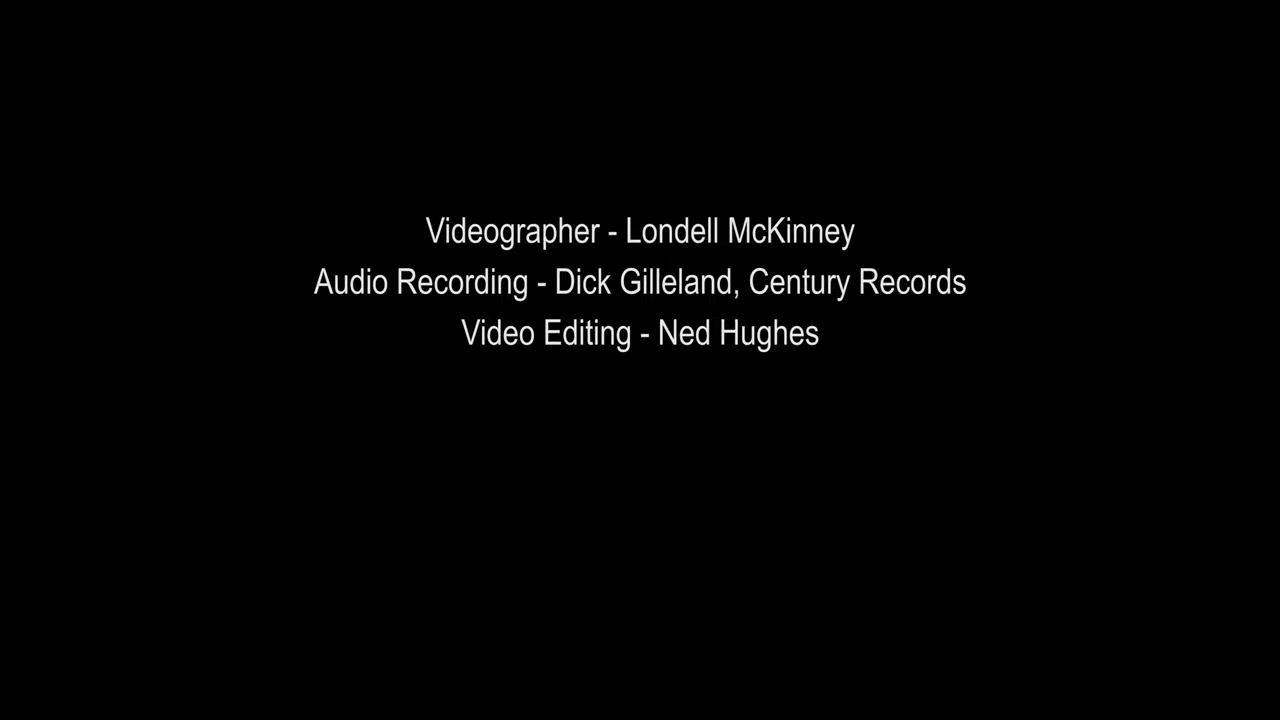 Videographer - Londell McKinney
Audio Recording - Dick Gilleland, Century Records
Video Editing - Ned Hughes